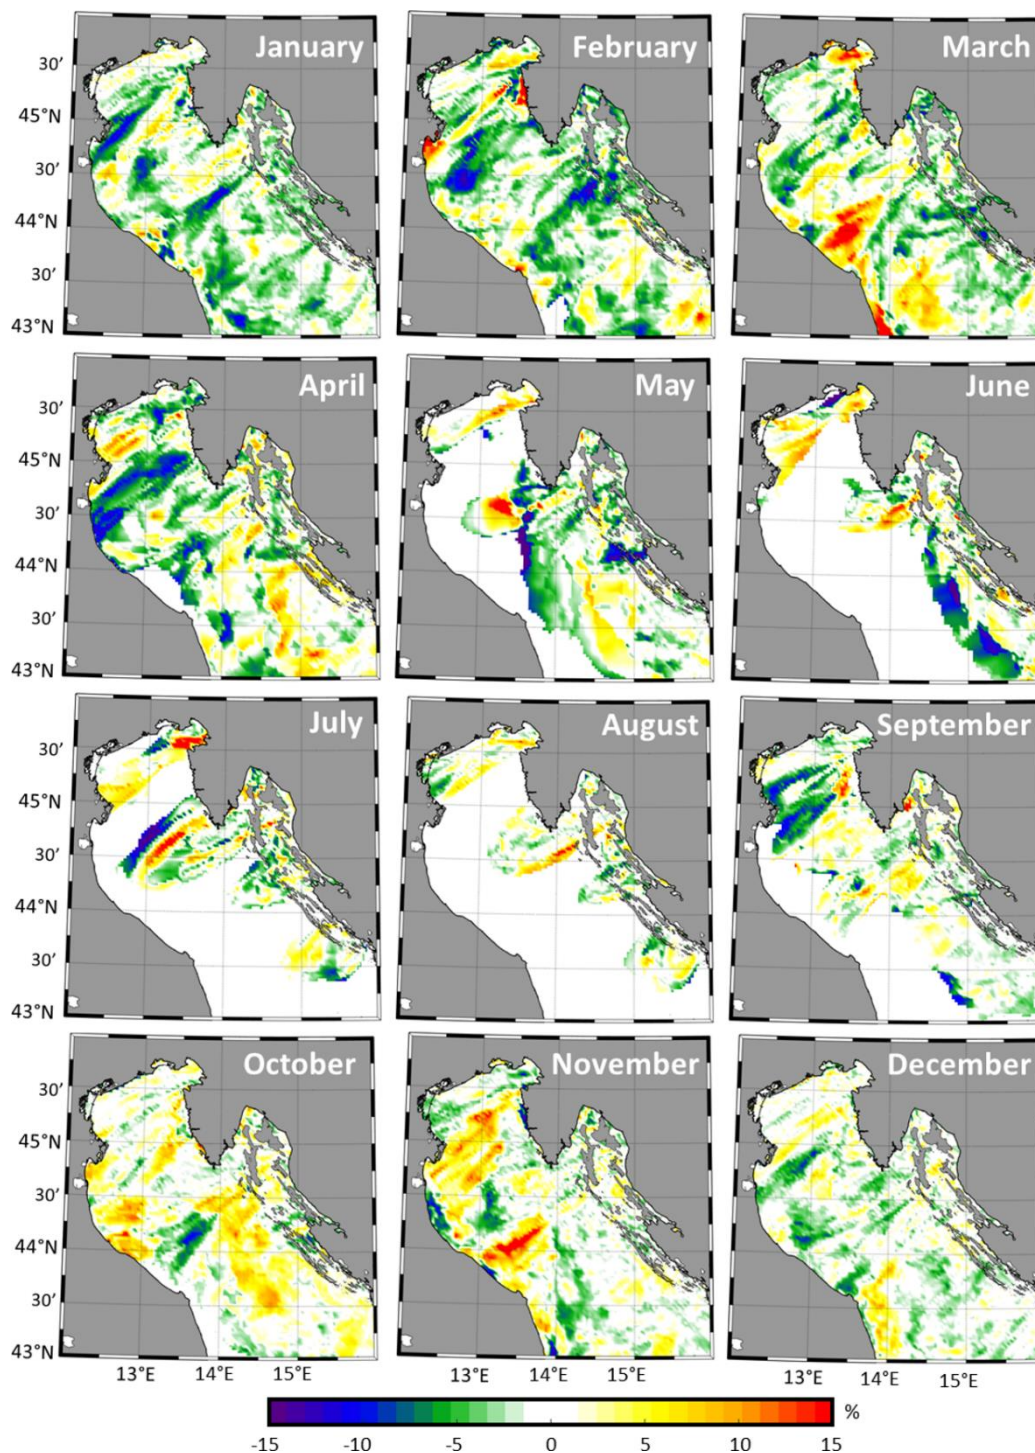 January
February
March
30'
45°N
30'
44°N
30'
43°N
April
May
June
30'
45°N
30'
44°N
30'
43°N
July
August
September
30'
45°N
30'
44°N
30'
43°N
October
November
December
30'
45°N
30'
44°N
30'
43°N
13°E 14°E 15°E 13°E 14°E 15°E 13°E 14°E 15°E
%
-15 -10 -5 0 5 10 15